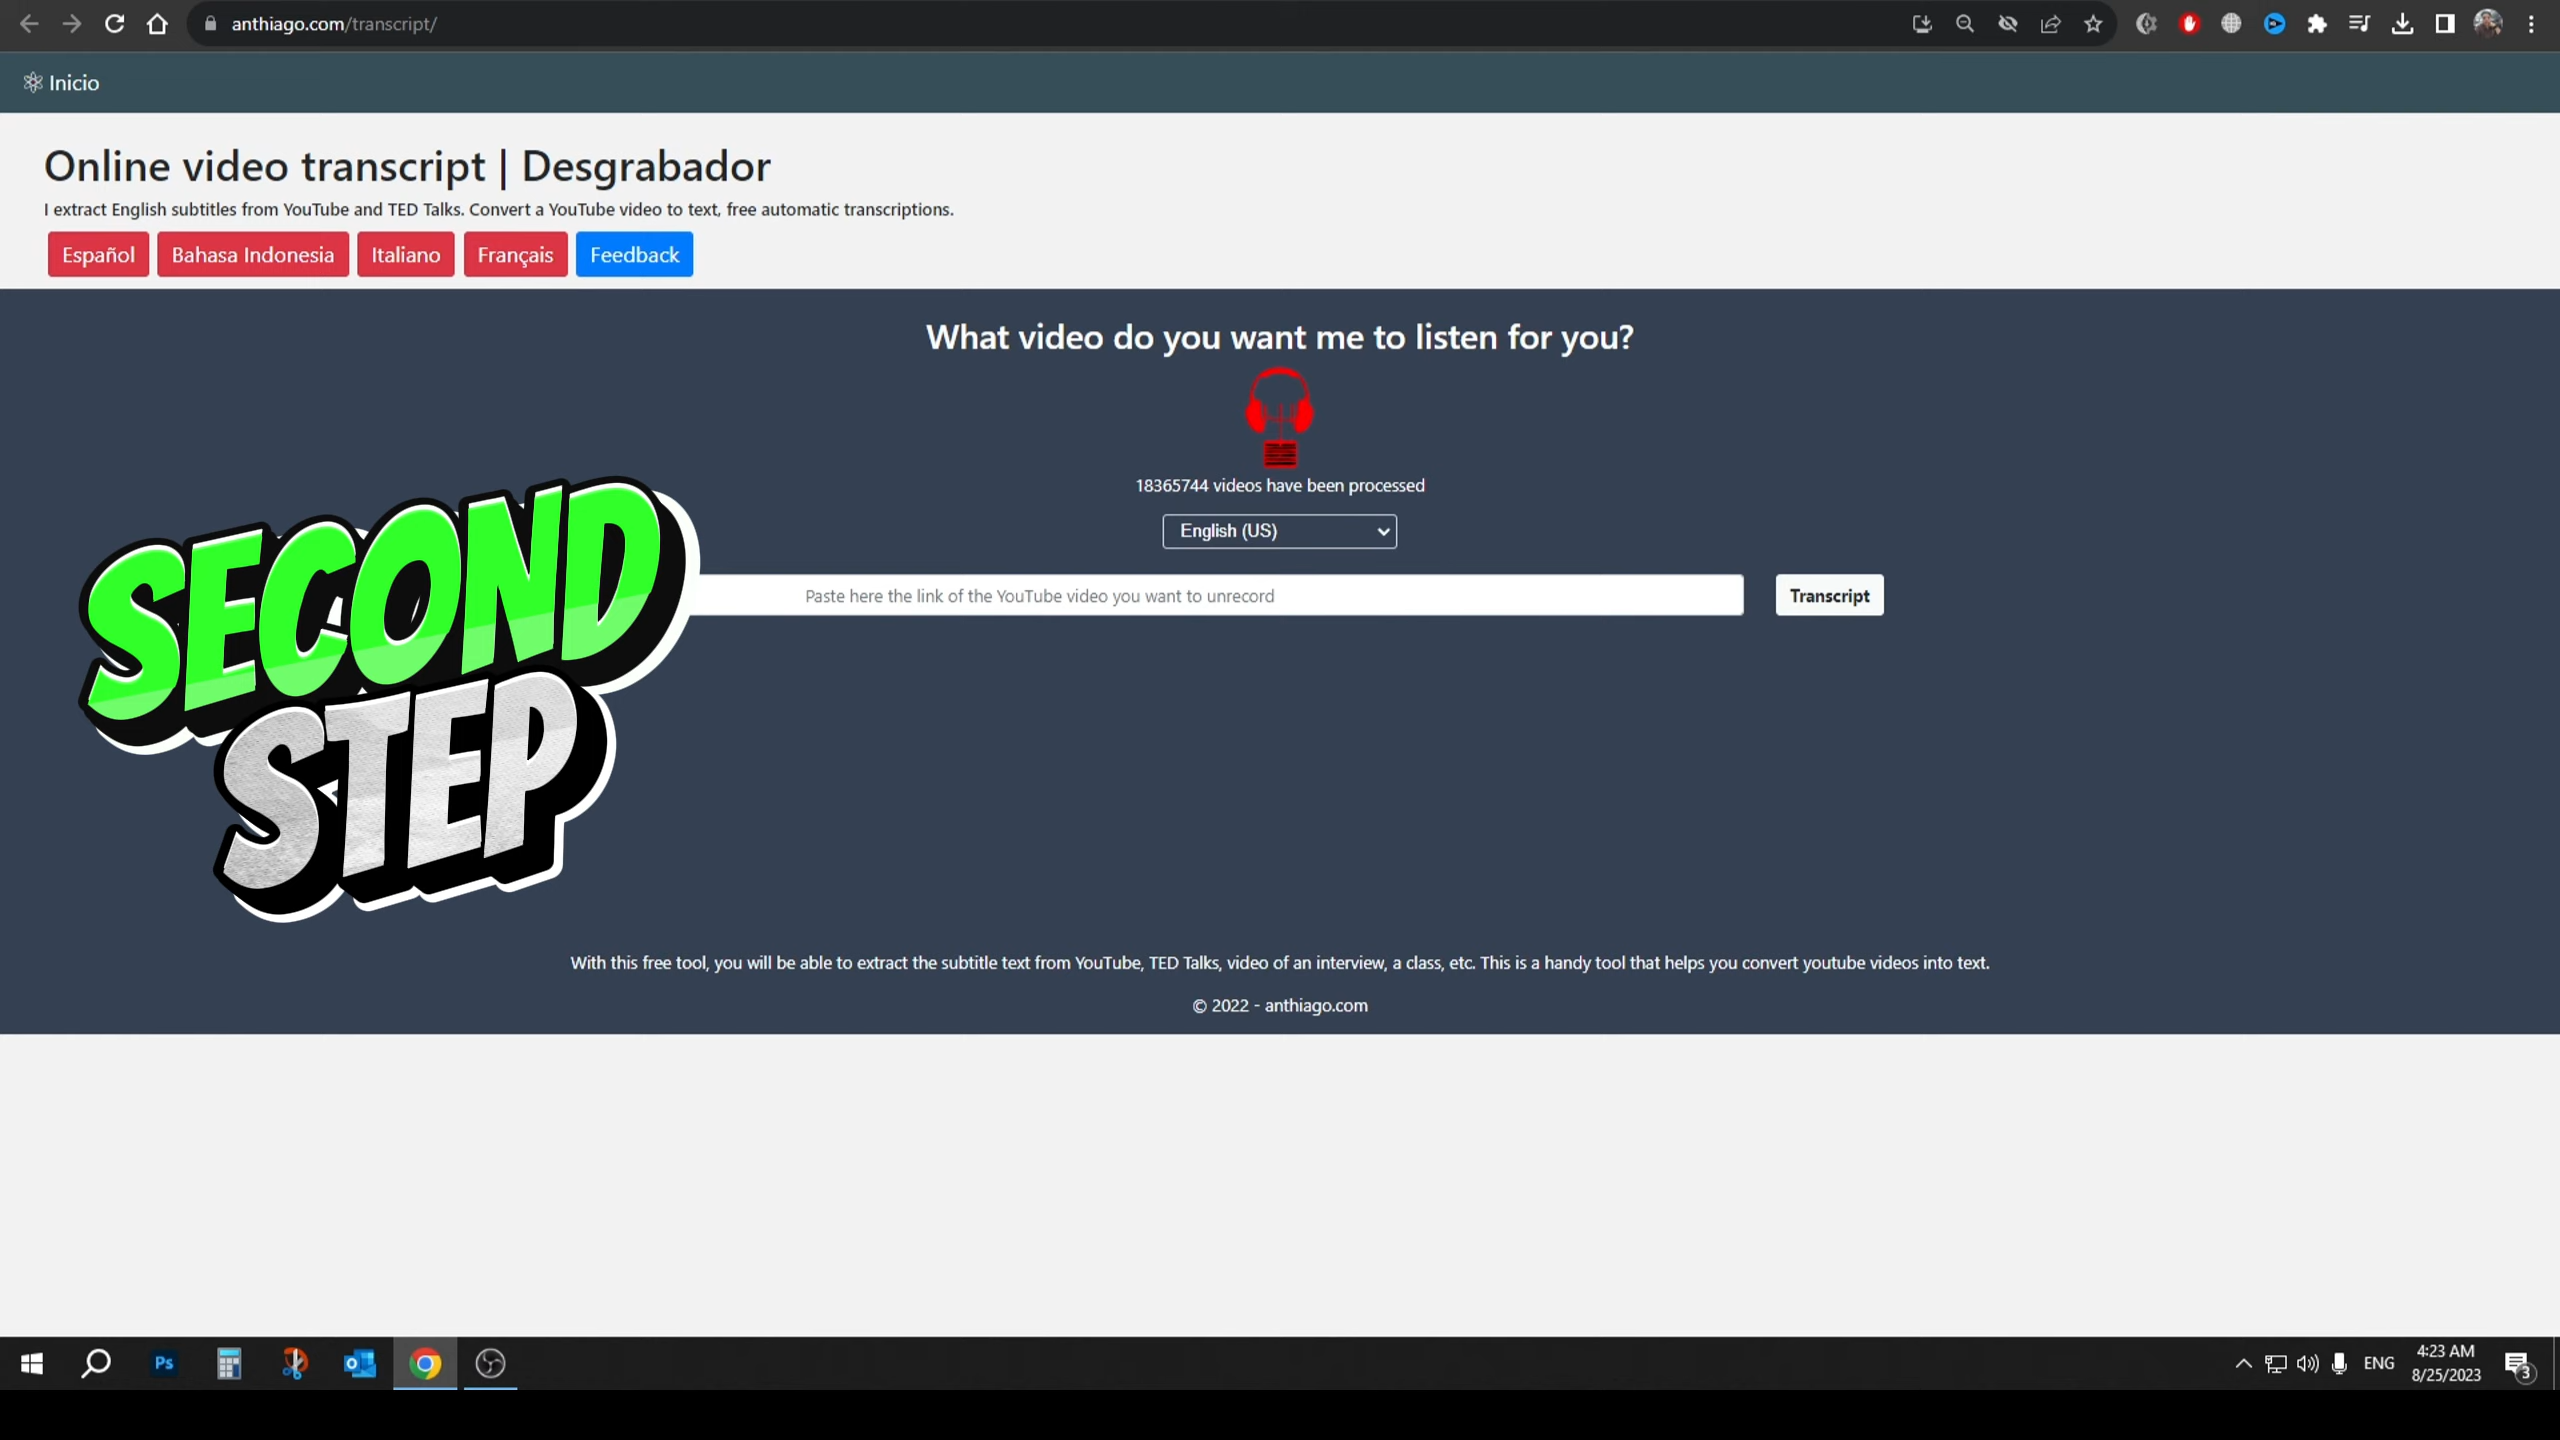 anthiago.com/transcript/
Inicio
Online video transcript | Desgrabador
I extract English subtitles from YouTube and TED Talks. Convert a YouTube video to text, free automatic transcriptions.
Español Bahasa Indonesia Italiano Français Feedback
What video do you want me to listen for you?
18365744 videos have been processed
English (US)
Paste here the link of the YouTube video you want to unrecord Transcript
SECOND
STEP
With this free tool, you will be able to extract the subtitle text from YouTube, TED Talks, video of an interview, a class, etc. This is a handy tool that helps you convert youtube videos into text.
© 2022 - anthiago.com
Ps
ENG
4:23 AM
8/25/2023
3